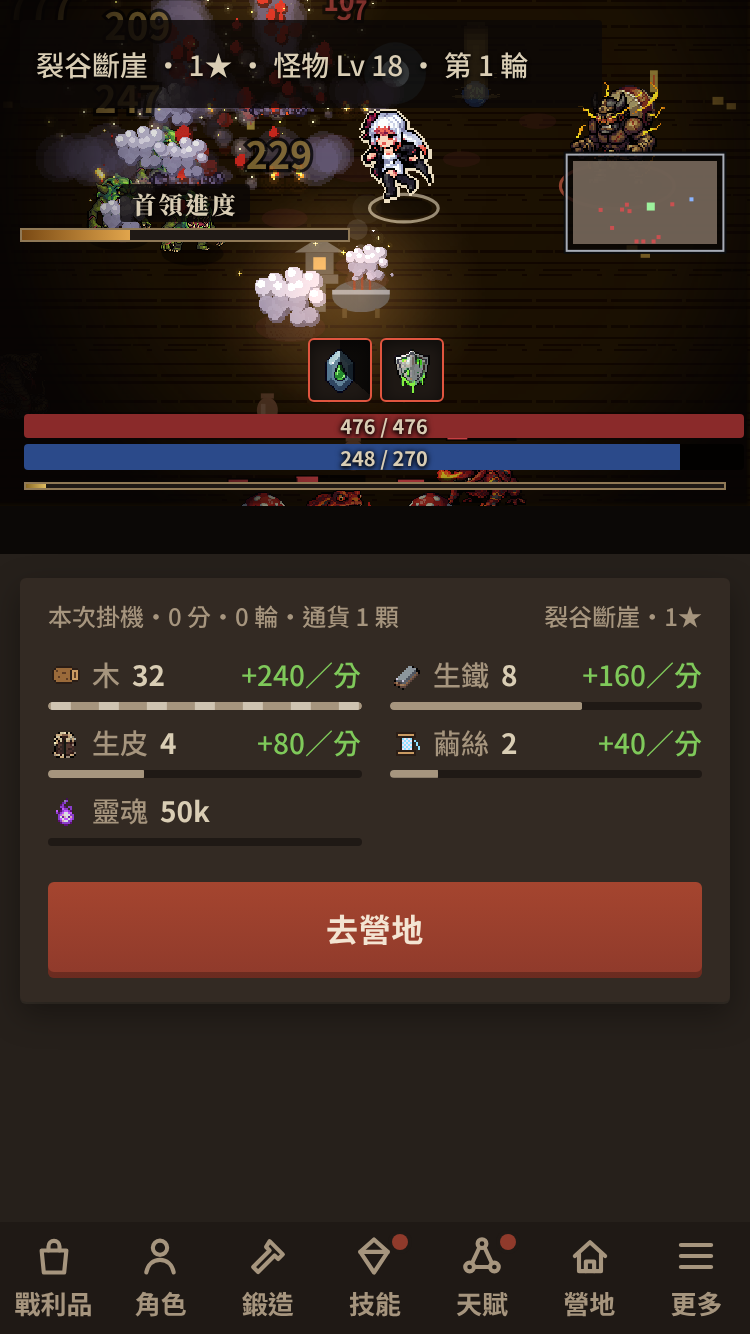 107
209
裂谷斷崖 • 1★ • 怪物 Lv 18 • 第 1 輪
247
229
首領進度
476 / 476
248 / 270
本次掛機・0 分・0 輪・通貨 1 顆
裂谷斷崖・1★
木 32 +240／分
生鐵 8 +160／分
生皮 4 +80／分
繭絲 2 +40／分
靈魂 50k
去營地
戰利品
角色
鍛造
技能
天賦
營地
更多